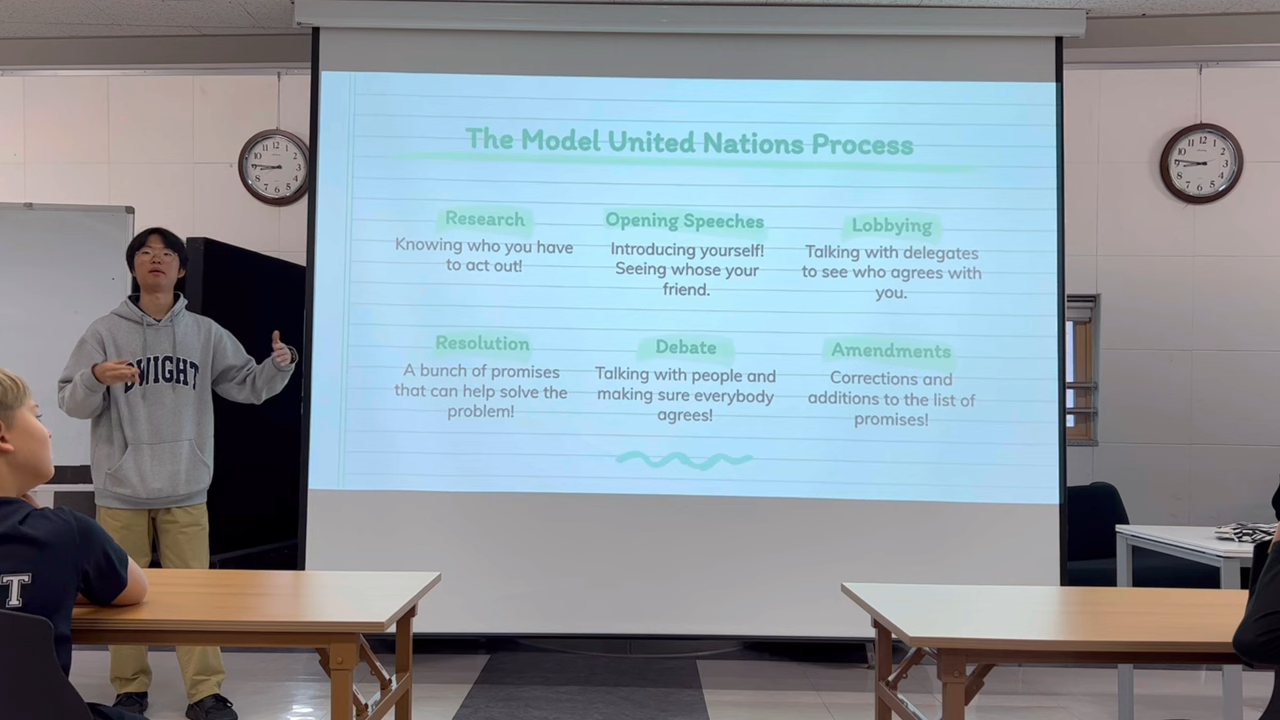 The Model United Nations Process
Research
Knowing who you have
to act out!
Opening Speeches
Introducing yourself!
Seeing whose your
friend.
Lobbying
Talking with delegates
to see who agrees with
you.
Resolution
A bunch of promises
that can help solve the
problem!
Debate
Talking with people and
making sure everybody
agrees!
Amendments
Corrections and
additions to the list of
promises!
DWIGHT
T